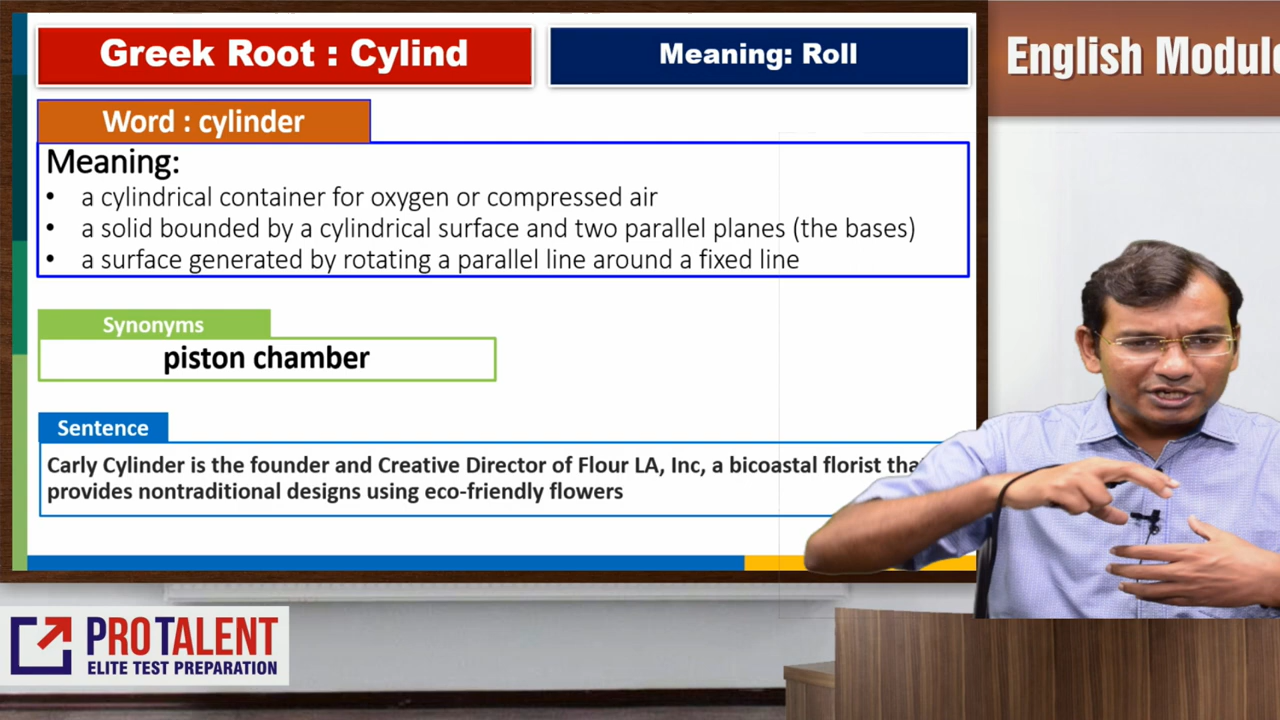 Greek Root : Cylind
Meaning: Roll
English Module
Word : cylinder
Meaning:
• a cylindrical container for oxygen or compressed air
• a solid bounded by a cylindrical surface and two parallel planes (the bases)
• a surface generated by rotating a parallel line around a fixed line
Synonyms
piston chamber
Sentence
Carly Cylinder is the founder and Creative Director of Flour LA, Inc, a bicoastal florist tha
provides nontraditional designs using eco-friendly flowers
PROTALENT
ELITE TEST PREPARATION